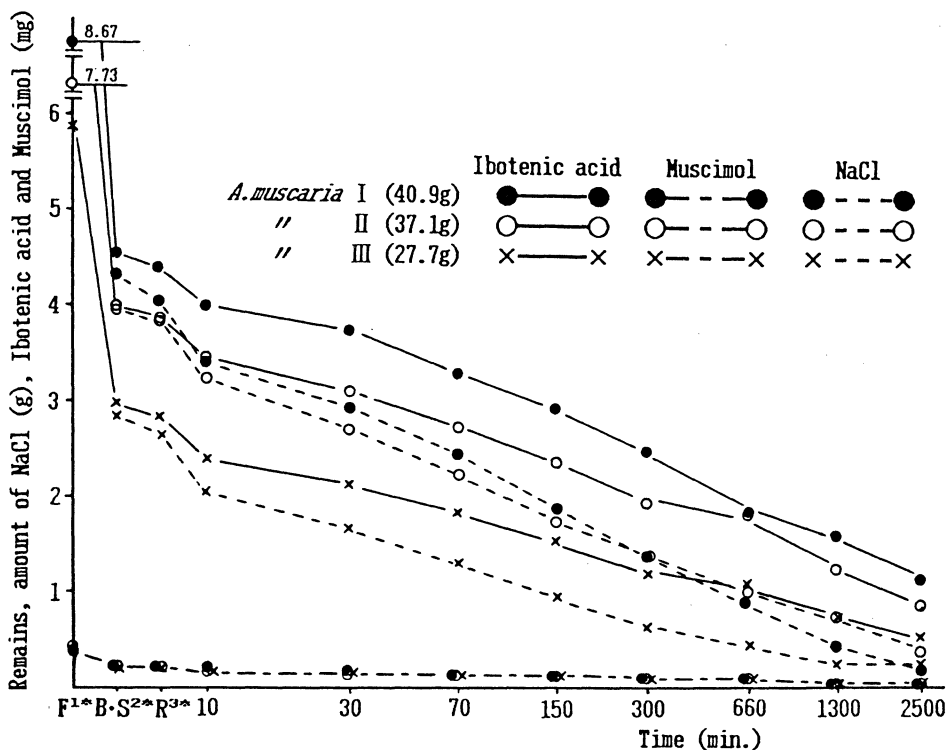 Remains, amount of NaCl (g), Ibotenic acid and Muscimol (mg)
8.67
7.73
6
5
4
3
2
1
Ibotenic acid Muscimol NaCl
A.muscaria I (40.9g)
〃 II (37.1g)
〃 III (27.7g)
F1* B·S2* R3* 10 30 70 150 300 660 1300 2500
Time (min.)